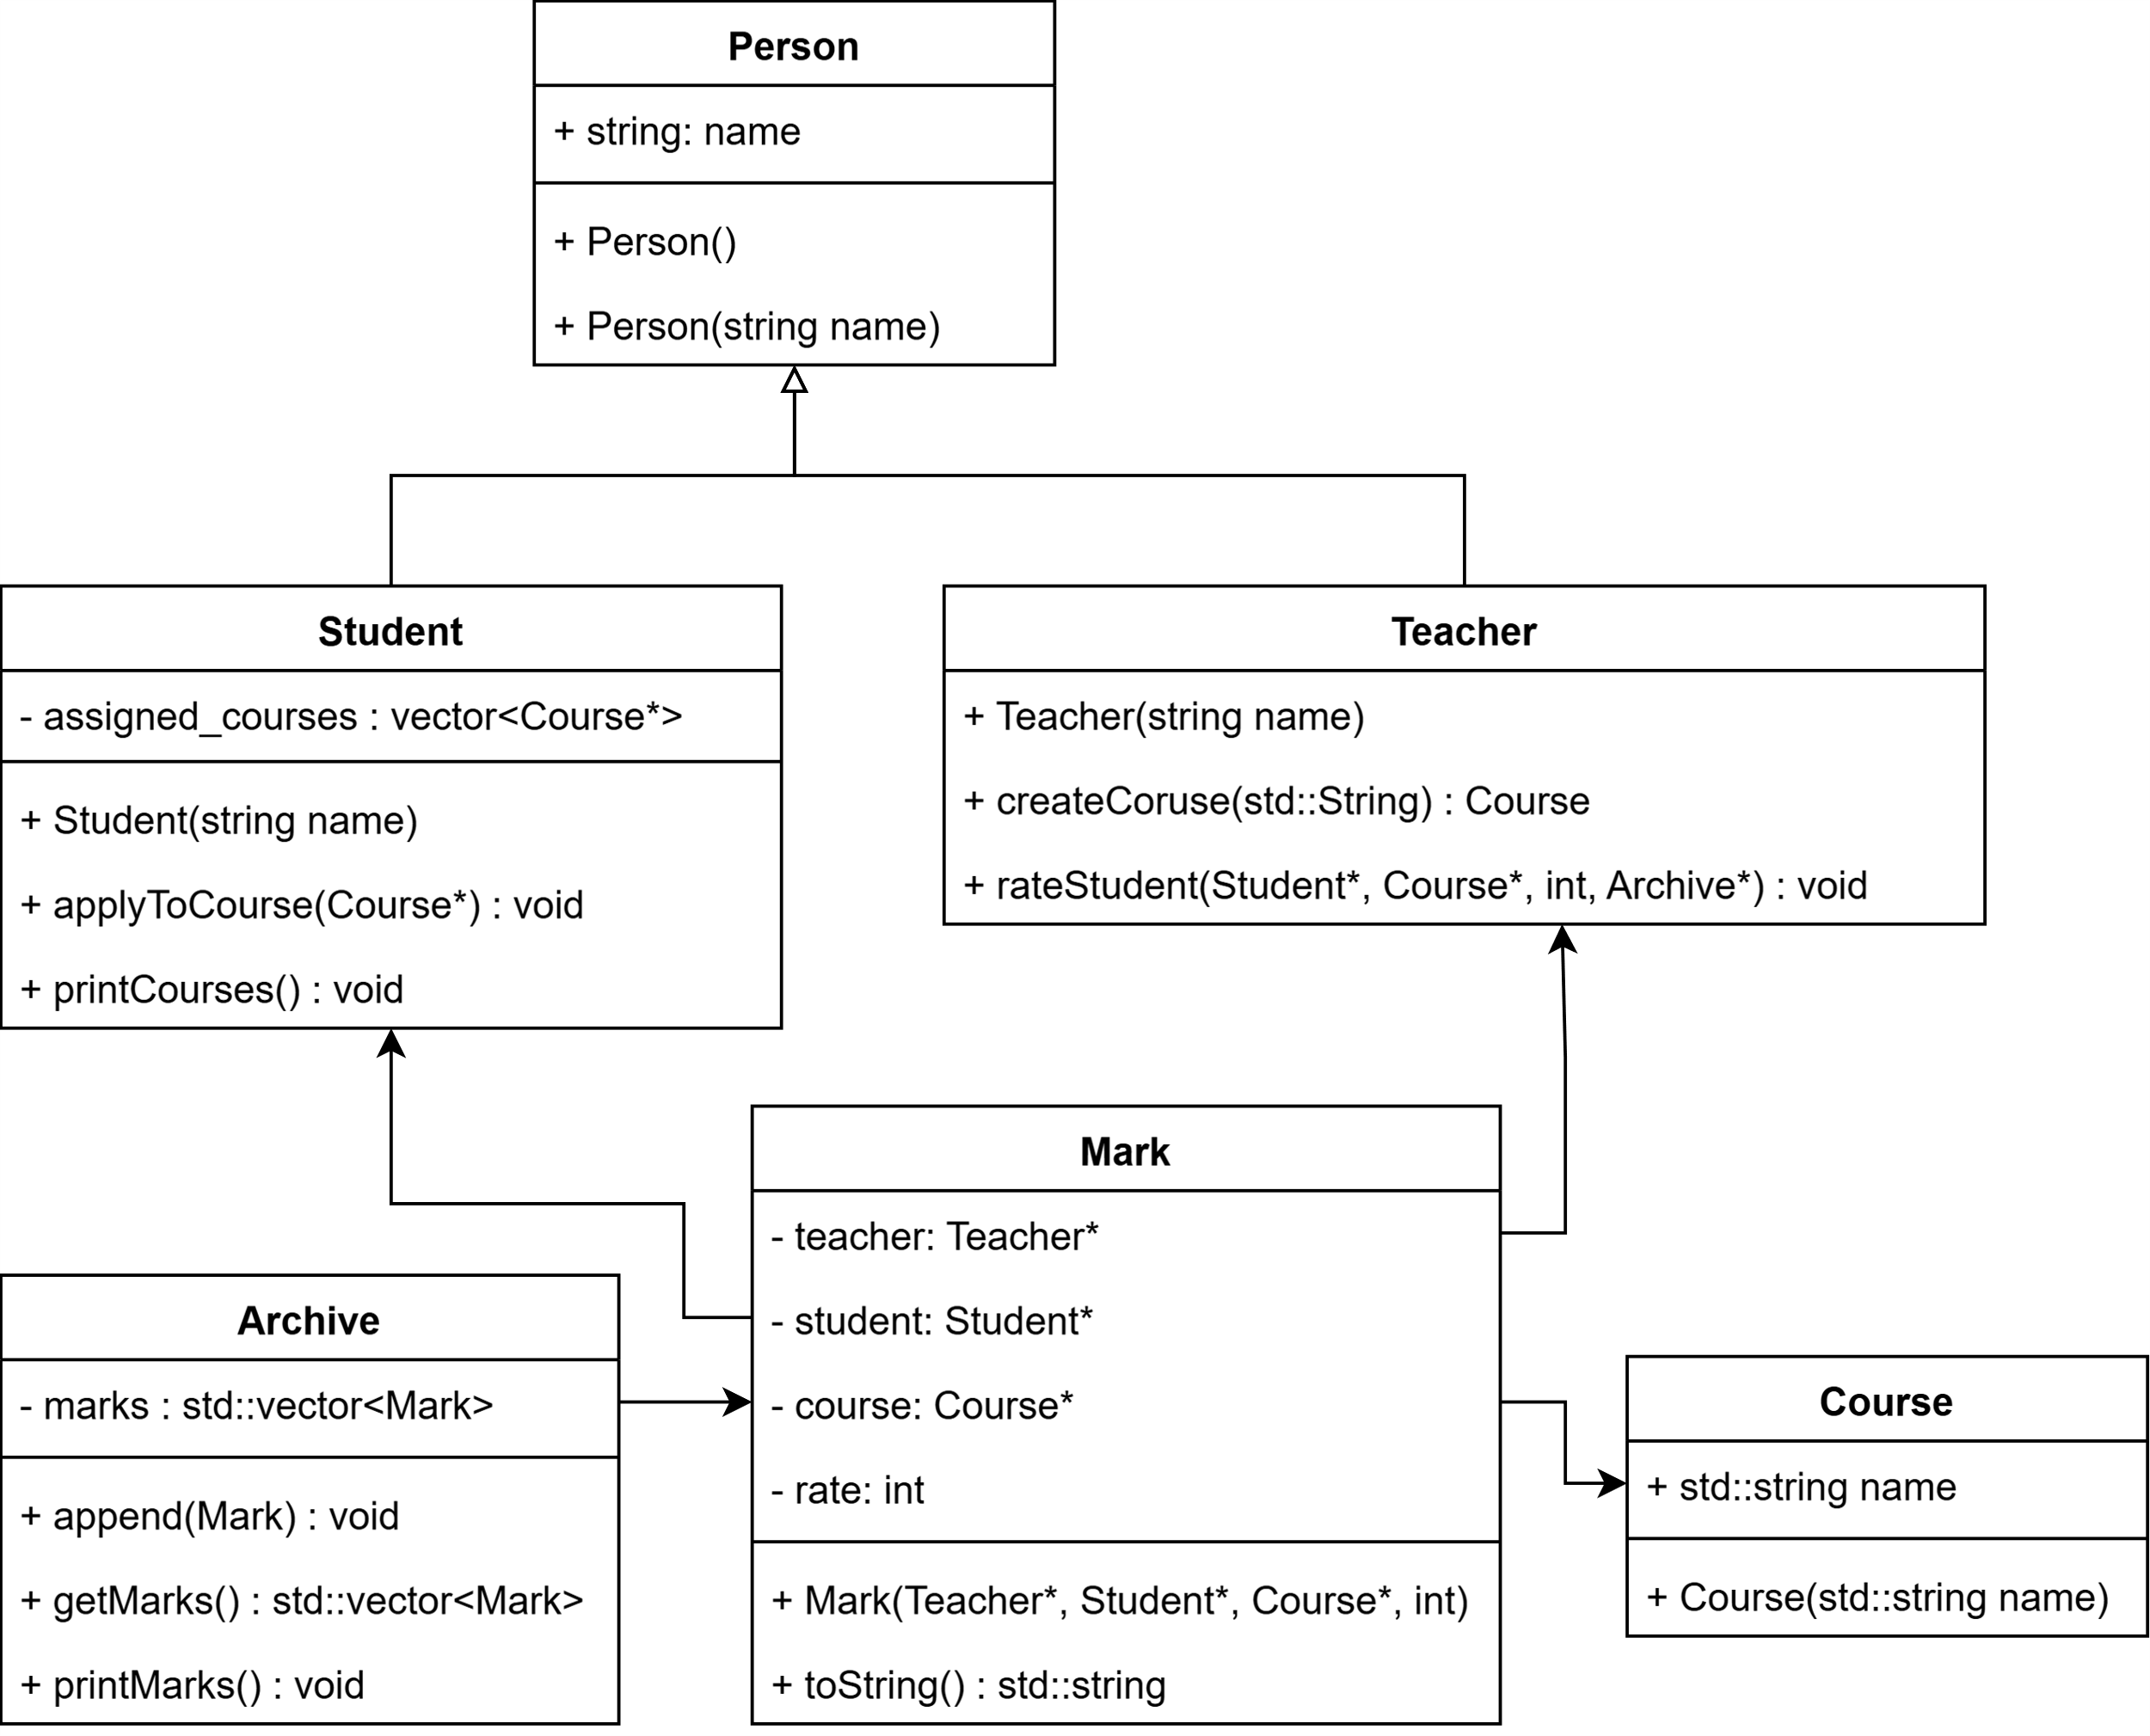 Person
+ string: name
+ Person()
+ Person(string name)
Student
- assigned_courses : vector<Course*>
+ Student(string name)
+ applyToCourse(Course*) : void
+ printCourses() : void
Teacher
+ Teacher(string name)
+ createCoruse(std::String) : Course
+ rateStudent(Student*, Course*, int, Archive*) : void
Archive
- marks : std::vector<Mark>
+ append(Mark) : void
+ getMarks() : std::vector<Mark>
+ printMarks() : void
Mark
- teacher: Teacher*
- student: Student*
- course: Course*
- rate: int
+ Mark(Teacher*, Student*, Course*, int)
+ toString() : std::string
Course
+ std::string name
+ Course(std::string name)